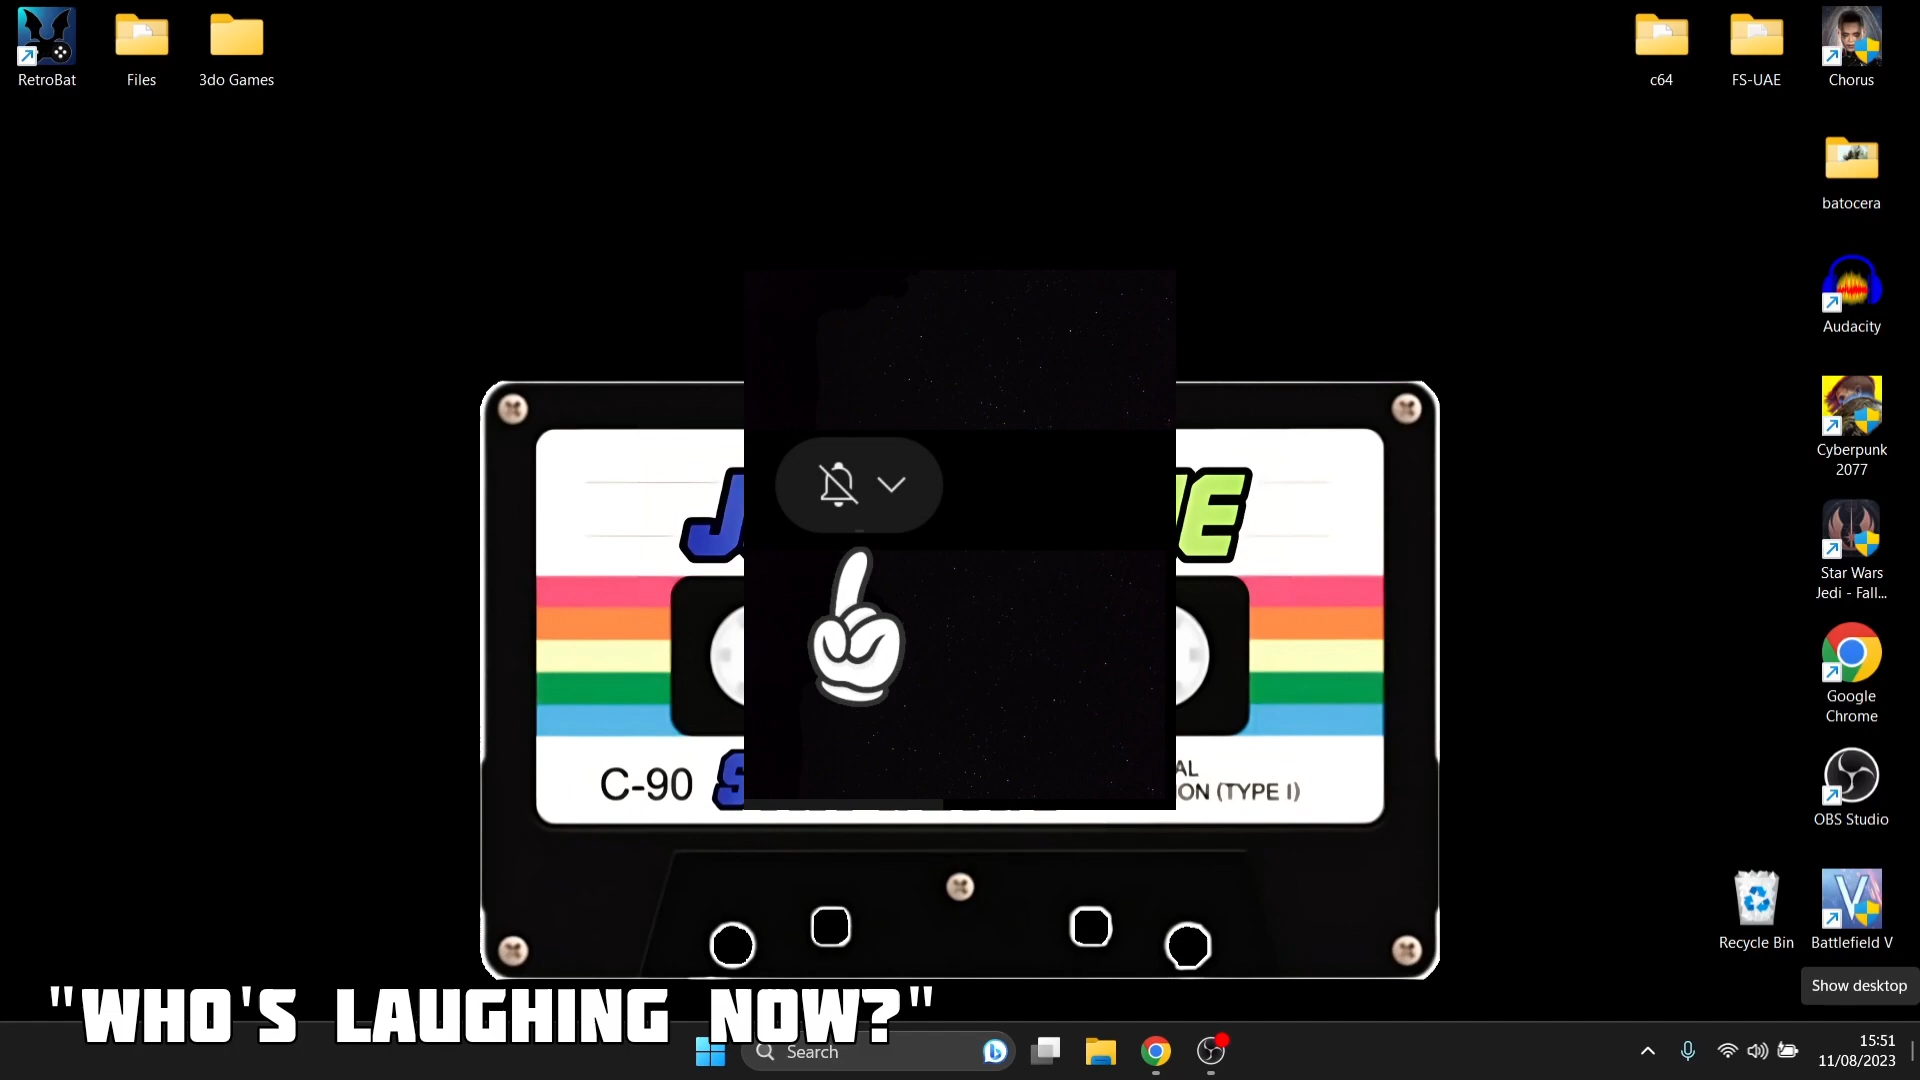 RetroBat
Files
3do Games
c64
FS-UAE
Chorus
batocera
Audacity
Cyberpunk
2077
Star Wars
Jedi - Fall...
Google
Chrome
OBS Studio
Recycle Bin
Battlefield V
Show desktop
J
E
C-90
S
AL
ON (TYPE I)
"WHO'S LAUGHING NOW?"
Search
15:51
11/08/2023